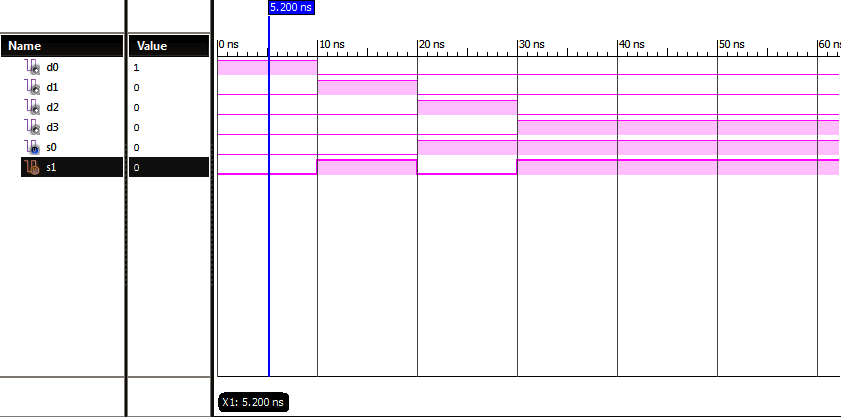 5.200 ns
Name Value
0 ns 10 ns 20 ns 30 ns 40 ns 50 ns 60 ns
d0 1
d1 0
d2 0
d3 0
s0 0
s1 0
X1: 5.200 ns